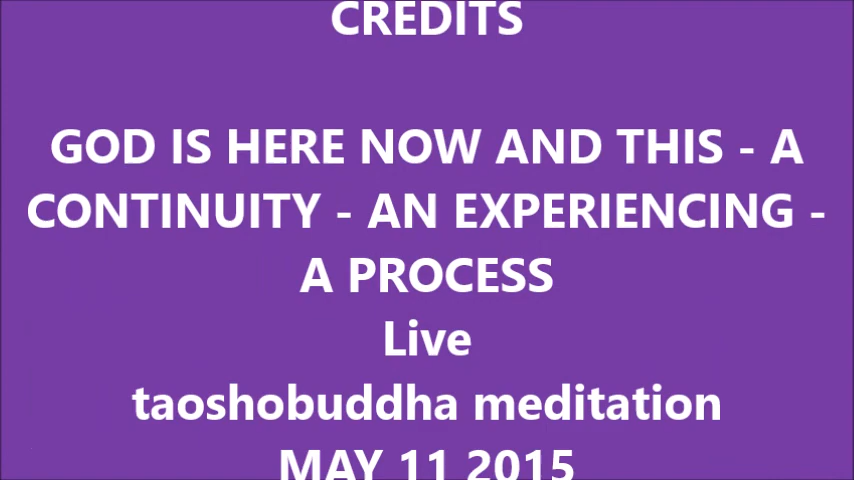 CREDITS
GOD IS HERE NOW AND THIS - A
CONTINUITY - AN EXPERIENCING -
A PROCESS
Live
taoshobuddha meditation
MAY 11 2015